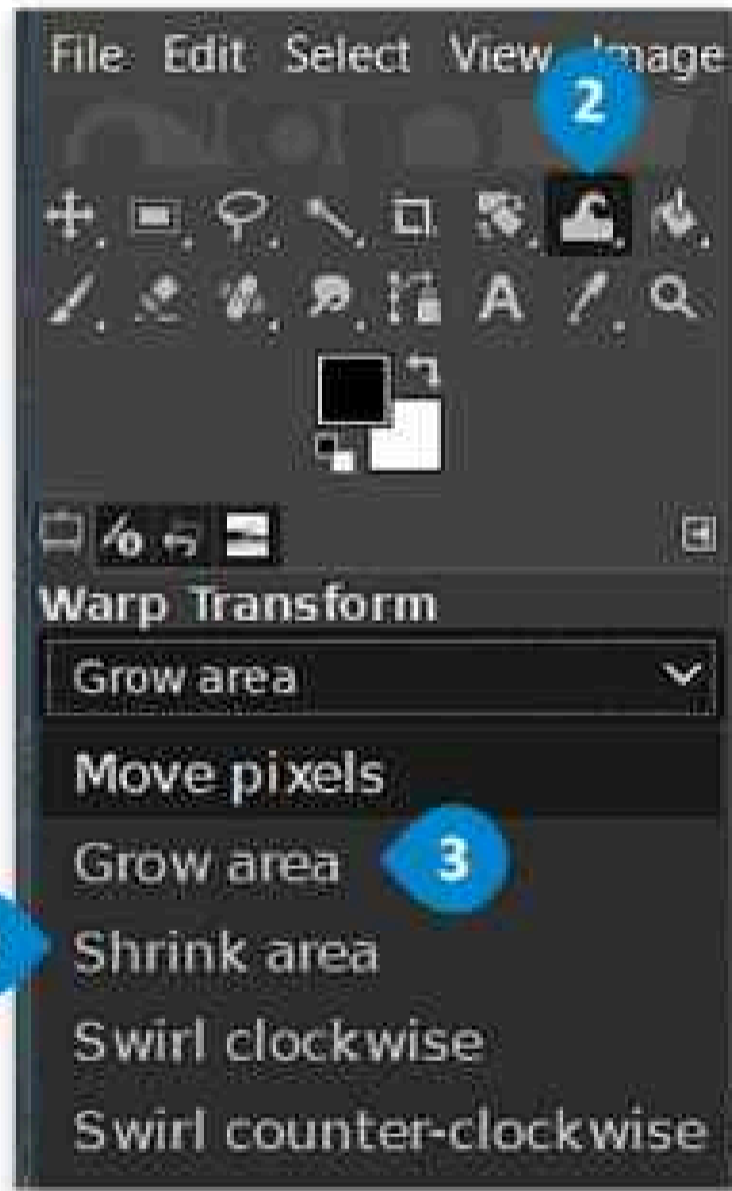 File Edit Select View Image
2
A
Warp Transform
Grow area
Move pixels
Grow area 3
Shrink area
Swirl clockwise
Swirl counter-clockwise